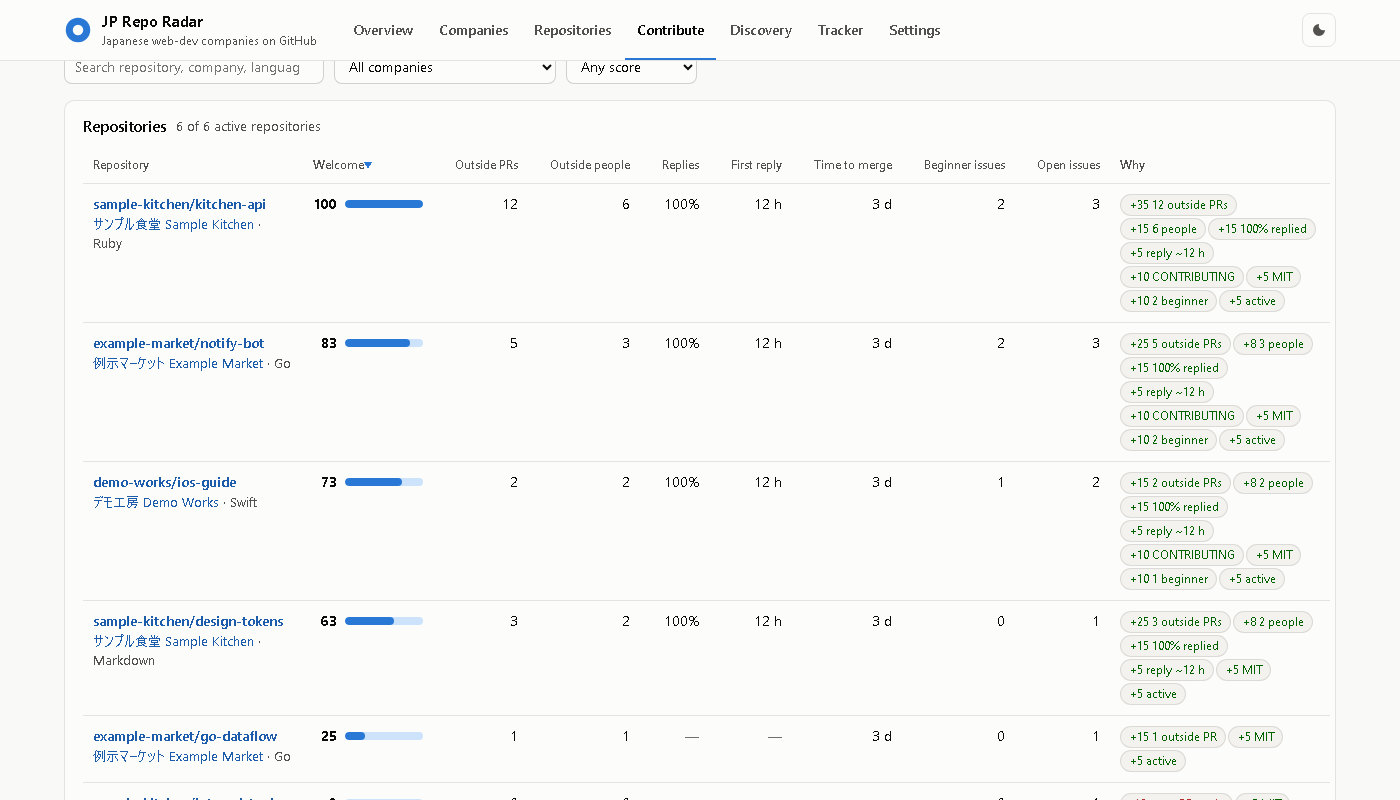 JP Repo Radar
Japanese web-dev companies on GitHub
Overview Companies Repositories Contribute Discovery Tracker Settings
Search repository, company, languag All companies Any score
Repositories 6 of 6 active repositories
Repository Welcome▼ Outside PRs Outside people Replies First reply Time to merge Beginner issues Open issues Why
sample-kitchen/kitchen-api 100 12 6 100% 12 h 3 d 2 3 +35 12 outside PRs
サンプル食堂 Sample Kitchen ·
Ruby
+15 6 people +15 100% replied
+5 reply ~12 h
+10 CONTRIBUTING +5 MIT
+10 2 beginner +5 active
example-market/notify-bot 83 5 3 100% 12 h 3 d 2 3 +25 5 outside PRs +8 3 people
例示マーケット Example Market · Go
+15 100% replied
+5 reply ~12 h
+10 CONTRIBUTING +5 MIT
+10 2 beginner +5 active
demo-works/ios-guide 73 2 2 100% 12 h 3 d 1 2 +15 2 outside PRs +8 2 people
デモ工房 Demo Works · Swift
+15 100% replied
+5 reply ~12 h
+10 CONTRIBUTING +5 MIT
+10 1 beginner +5 active
sample-kitchen/design-tokens 63 3 2 100% 12 h 3 d 0 1 +25 3 outside PRs +8 2 people
サンプル食堂 Sample Kitchen ·
Markdown
+15 100% replied
+5 reply ~12 h +5 MIT
+5 active
example-market/go-dataflow 25 1 1 — — 3 d 0 1 +15 1 outside PR +5 MIT
例示マーケット Example Market · Go
+5 active